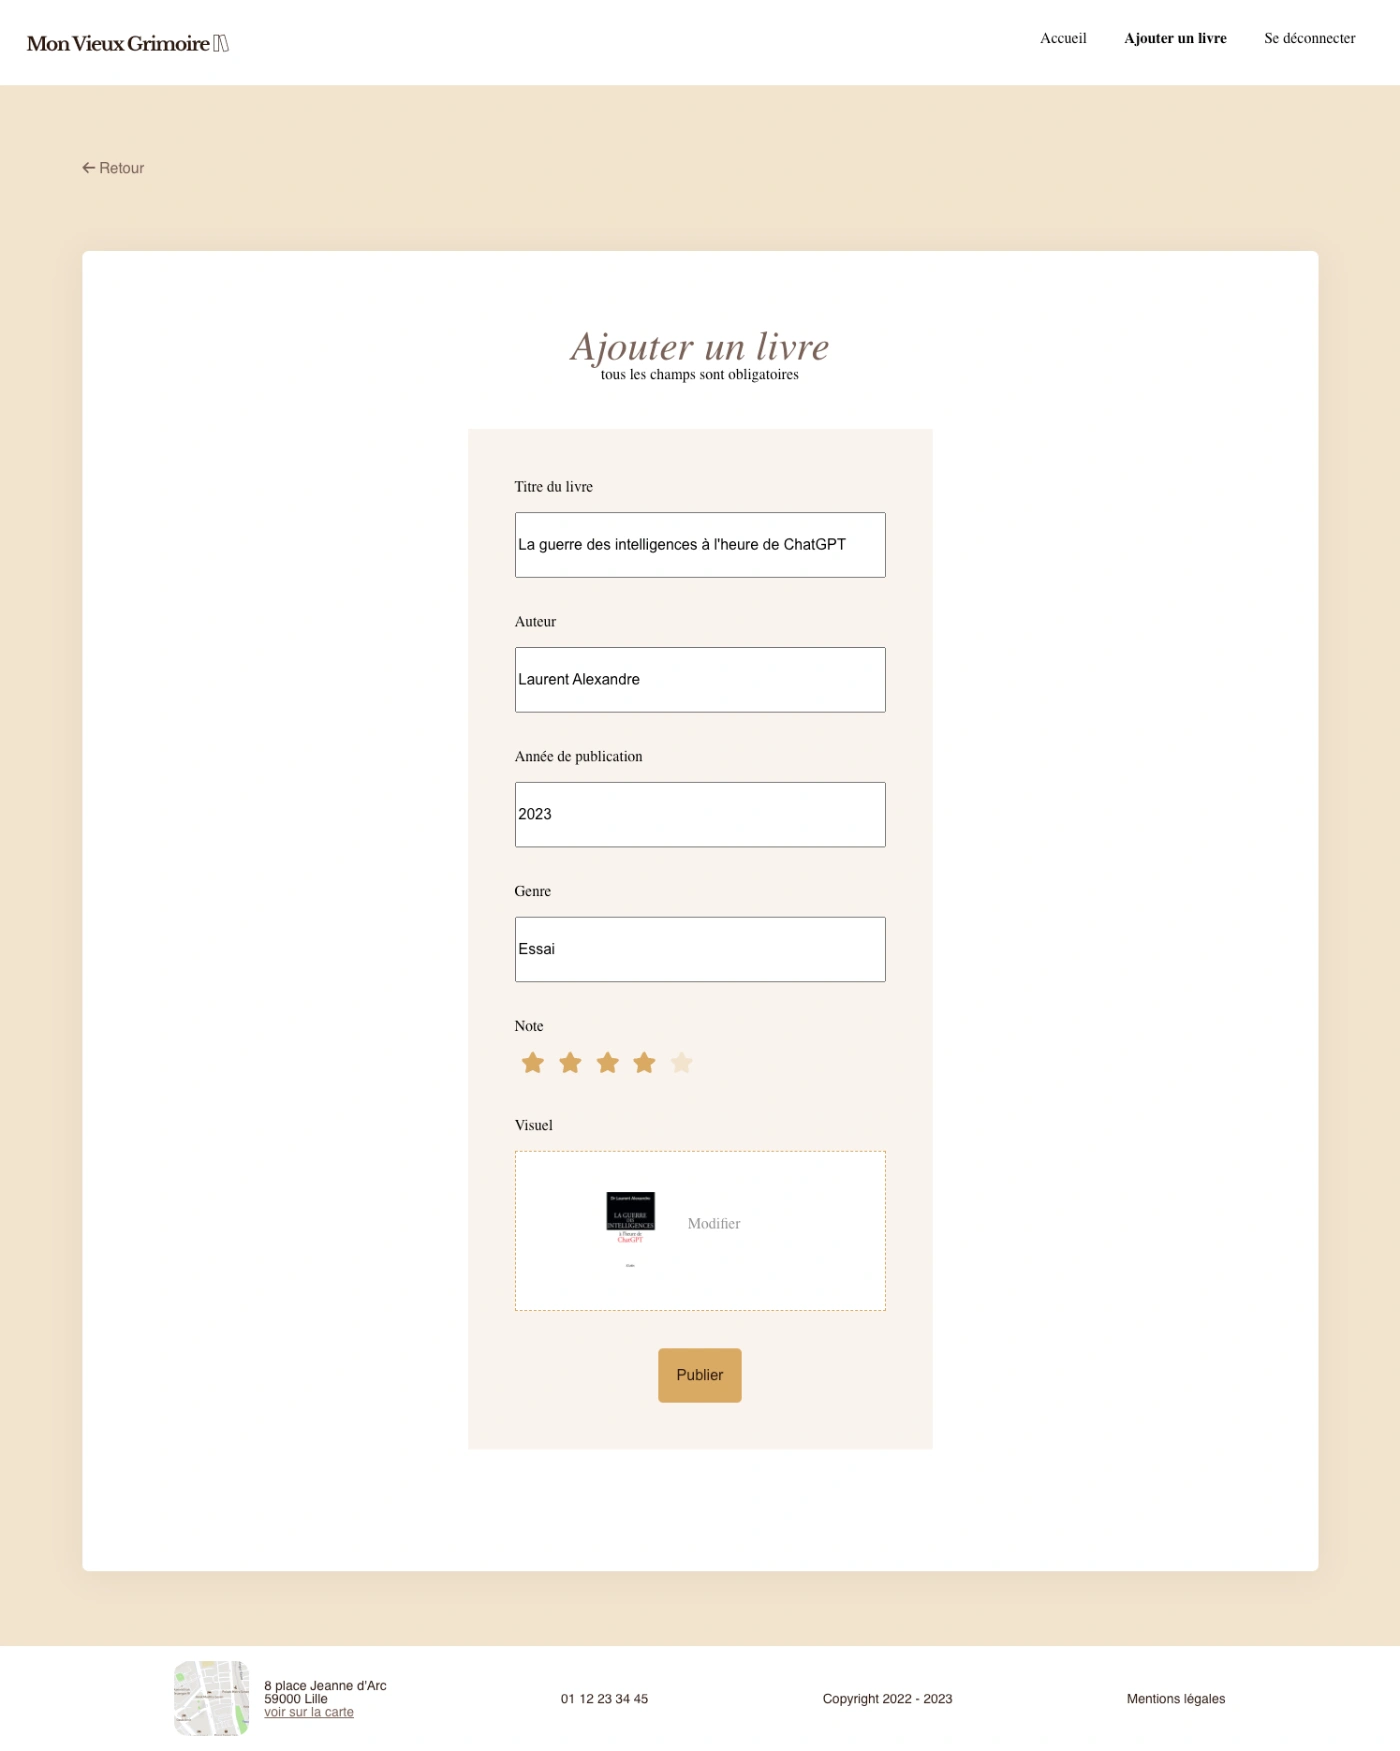 Mon Vieux Grimoire
Accueil
Ajouter un livre
Se déconnecter
Retour
Ajouter un livre
tous les champs sont obligatoires
Titre du livre
La guerre des intelligences à l'heure de ChatGPT
Auteur
Laurent Alexandre
Année de publication
2023
Genre
Essai
Note
Visuel
Dr Laurent Alexandre
LA GUERRE
DES
INTELLIGENCES
à l'heure de
ChatGPT
Modifier
Publier
8 place Jeanne d'Arc
59000 Lille
voir sur la carte
01 12 23 34 45
Copyright 2022 - 2023
Mentions légales